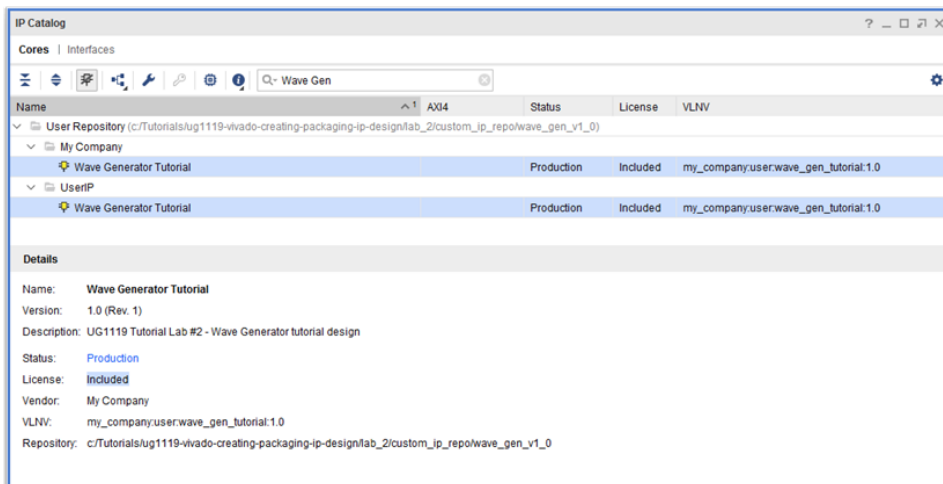 IP Catalog
Cores | Interfaces
Wave Gen
Name 1 AXI4 Status License VLNV
User Repository (c:/Tutorials/ug1119-vivado-creating-packaging-ip-design/lab_2/custom_ip_repo/wave_gen_v1_0)
My Company
Wave Generator Tutorial Production Included my_company:user:wave_gen_tutorial:1.0
UserIP
Wave Generator Tutorial Production Included my_company:user:wave_gen_tutorial:1.0
Details
Name: Wave Generator Tutorial
Version: 1.0 (Rev. 1)
Description: UG1119 Tutorial Lab #2 - Wave Generator tutorial design
Status: Production
License: Included
Vendor: My Company
VLNV: my_company:user:wave_gen_tutorial:1.0
Repository: c:/Tutorials/ug1119-vivado-creating-packaging-ip-design/lab_2/custom_ip_repo/wave_gen_v1_0